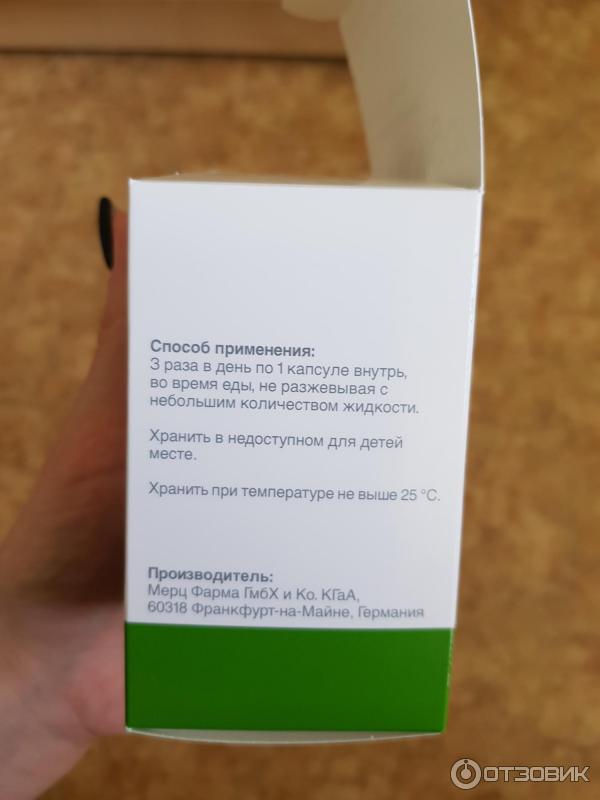 Способ применения:
3 раза в день по 1 капсуле внутрь,
во время еды, не разжевывая с
небольшим количеством жидкости.
Хранить в недоступном для детей
месте.
Хранить при температуре не выше 25 °C.
Производитель:
Мерц Фарма ГмбХ и Ко. КГаА,
60318 Франкфурт-на-Майне, Германия
ОТЗОВИК